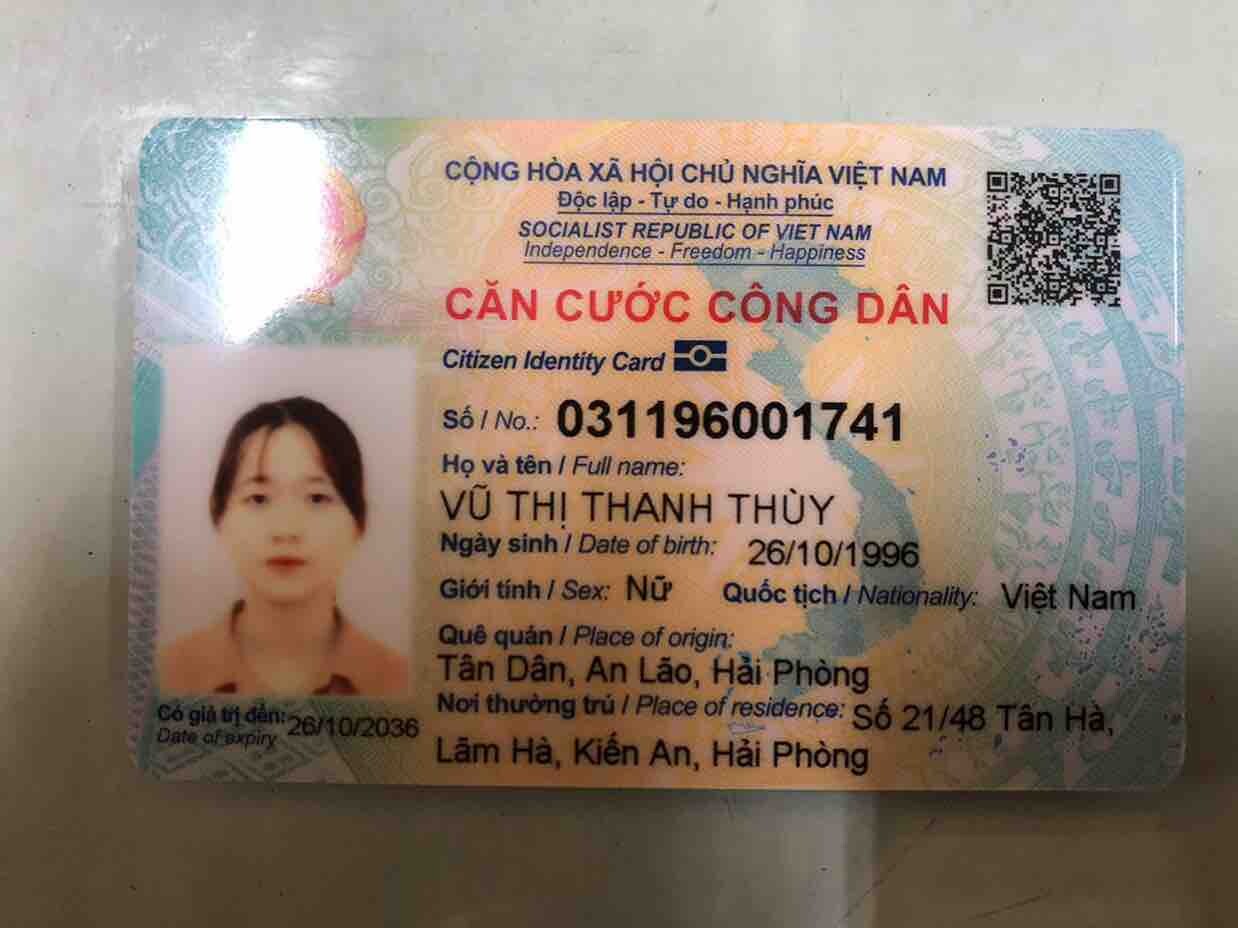 CỘNG HÒA XÃ HỘI CHỦ NGHĨA VIỆT NAM
Độc lập - Tự do - Hạnh phúc
SOCIALIST REPUBLIC OF VIET NAM
Independence - Freedom - Happiness
CĂN CƯỚC CÔNG DÂN
Citizen Identity Card
Số / No.: 031196001741
Họ và tên / Full name:
VŨ THỊ THANH THÙY
Ngày sinh / Date of birth: 26/10/1996
Giới tính / Sex: Nữ Quốc tịch / Nationality: Việt Nam
Quê quán / Place of origin:
Tân Dân, An Lão, Hải Phòng
Nơi thường trú / Place of residence: Số 21/48 Tân Hà,
Lãm Hà, Kiến An, Hải Phòng
Có giá trị đến: 26/10/2036
Date of expiry